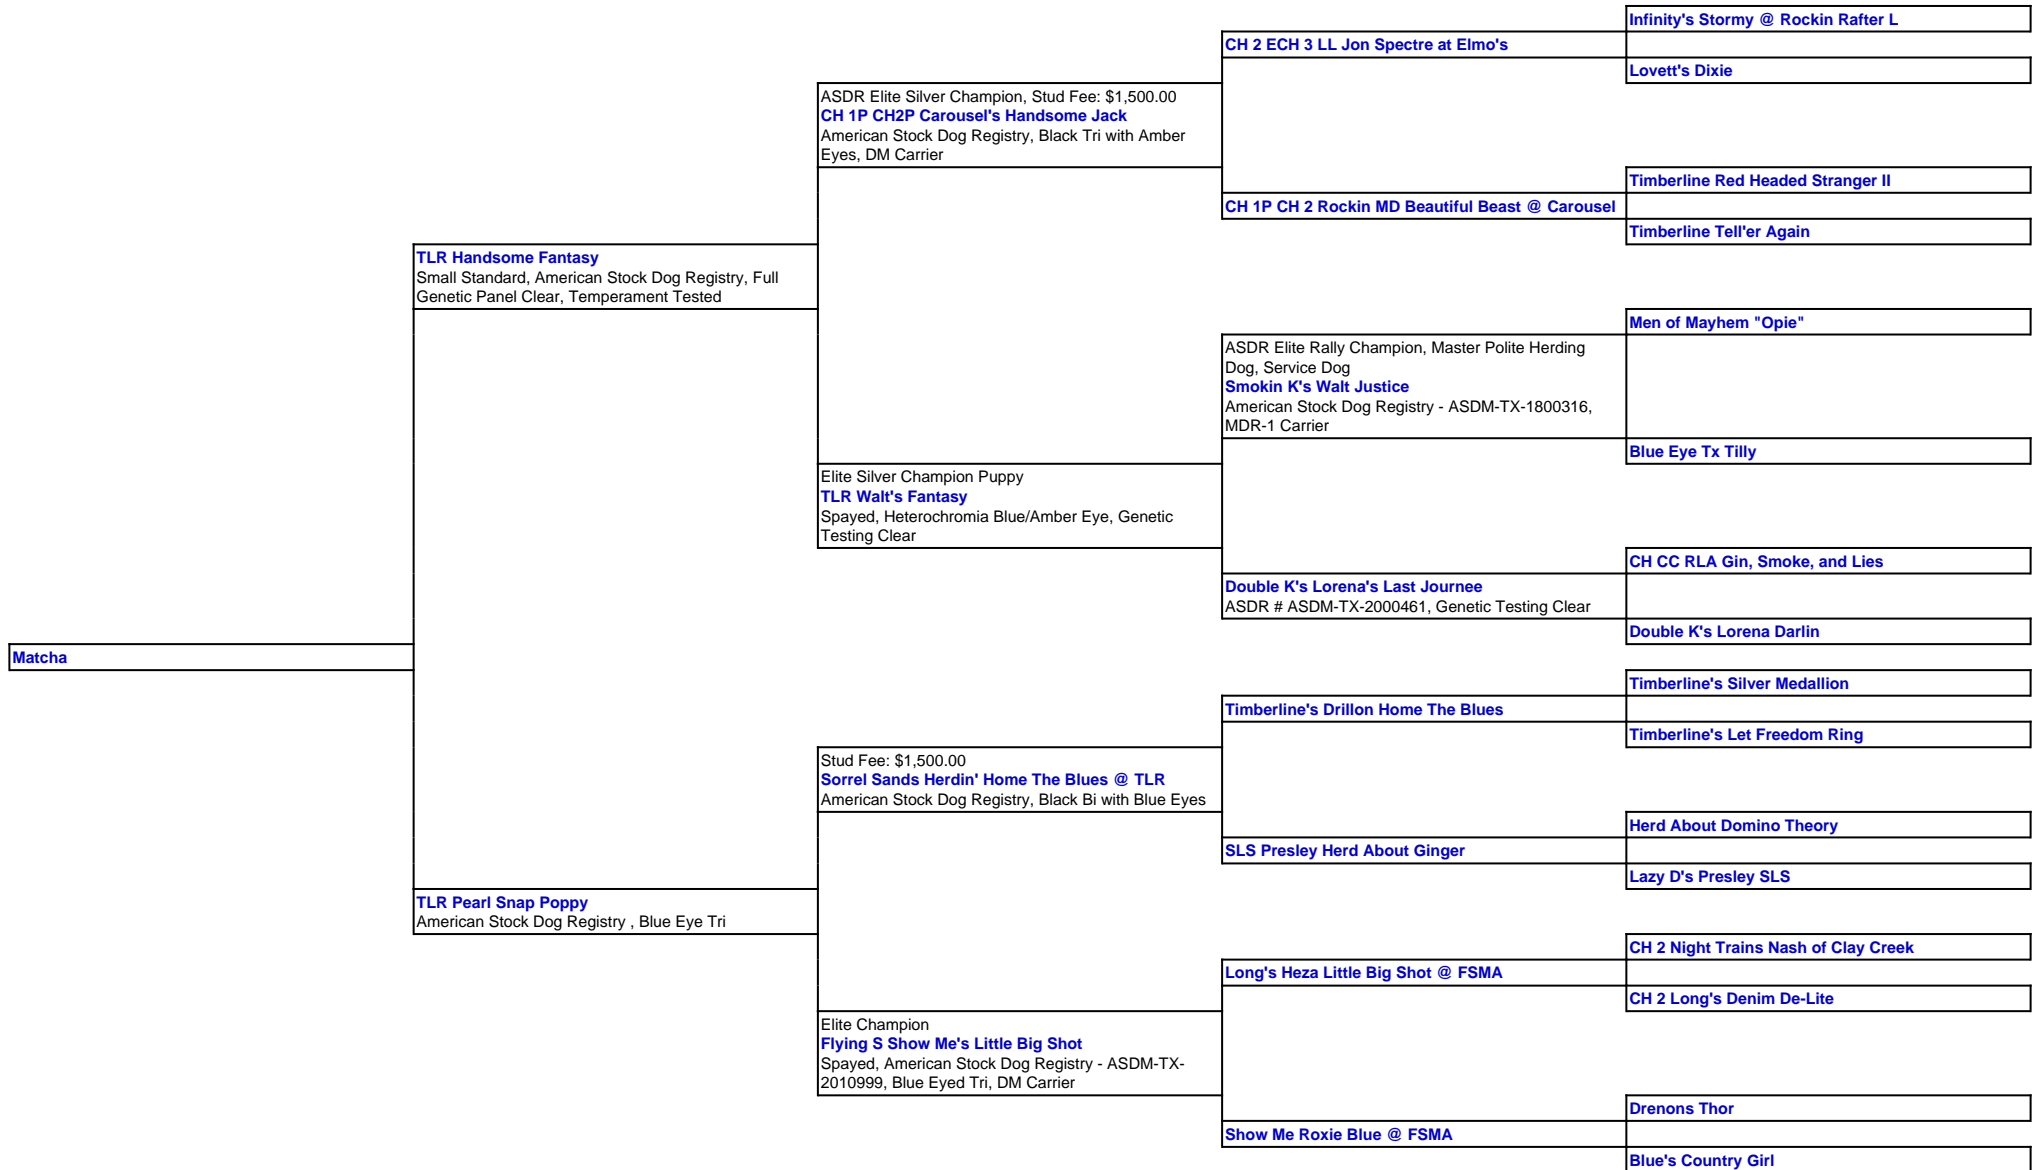 Infinity's Stormy @ Rockin Rafter L
CH 2 ECH 3 LL Jon Spectre at Elmo's
Lovett's Dixie
ASDR Elite Silver Champion, Stud Fee: $1,500.00
CH 1P CH2P Carousel's Handsome Jack
American Stock Dog Registry, Black Tri with Amber
Eyes, DM Carrier
Timberline Red Headed Stranger II
CH 1P CH 2 Rockin MD Beautiful Beast @ Carousel
Timberline Tell'er Again
TLR Handsome Fantasy
Small Standard, American Stock Dog Registry, Full
Genetic Panel Clear, Temperament Tested
Men of Mayhem "Opie"
ASDR Elite Rally Champion, Master Polite Herding
Dog, Service Dog
Smokin K's Walt Justice
American Stock Dog Registry - ASDM-TX-1800316,
MDR-1 Carrier
Blue Eye Tx Tilly
Elite Silver Champion Puppy
TLR Walt's Fantasy
Spayed, Heterochromia Blue/Amber Eye, Genetic
Testing Clear
CH CC RLA Gin, Smoke, and Lies
Double K's Lorena's Last Journee
ASDR # ASDM-TX-2000461, Genetic Testing Clear
Double K's Lorena Darlin
Matcha
Timberline's Silver Medallion
Timberline's Drillon Home The Blues
Timberline's Let Freedom Ring
Stud Fee: $1,500.00
Sorrel Sands Herdin' Home The Blues @ TLR
American Stock Dog Registry, Black Bi with Blue Eyes
Herd About Domino Theory
SLS Presley Herd About Ginger
Lazy D's Presley SLS
TLR Pearl Snap Poppy
American Stock Dog Registry , Blue Eye Tri
CH 2 Night Trains Nash of Clay Creek
Long's Heza Little Big Shot @ FSMA
CH 2 Long's Denim De-Lite
Elite Champion
Flying S Show Me's Little Big Shot
Spayed, American Stock Dog Registry - ASDM-TX-
2010999, Blue Eyed Tri, DM Carrier
Drenons Thor
Show Me Roxie Blue @ FSMA
Blue's Country Girl